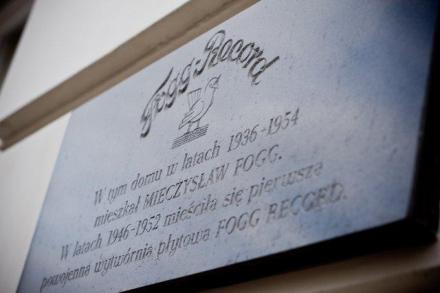 Fogg-Record
W tym domu w latach 1936-1954
mieszkał MIECZYSŁAW FOGG.
W latach 1946-1952 mieściła się pierwsza
powojenna wytwórnia płytowa FOGG RECORD.